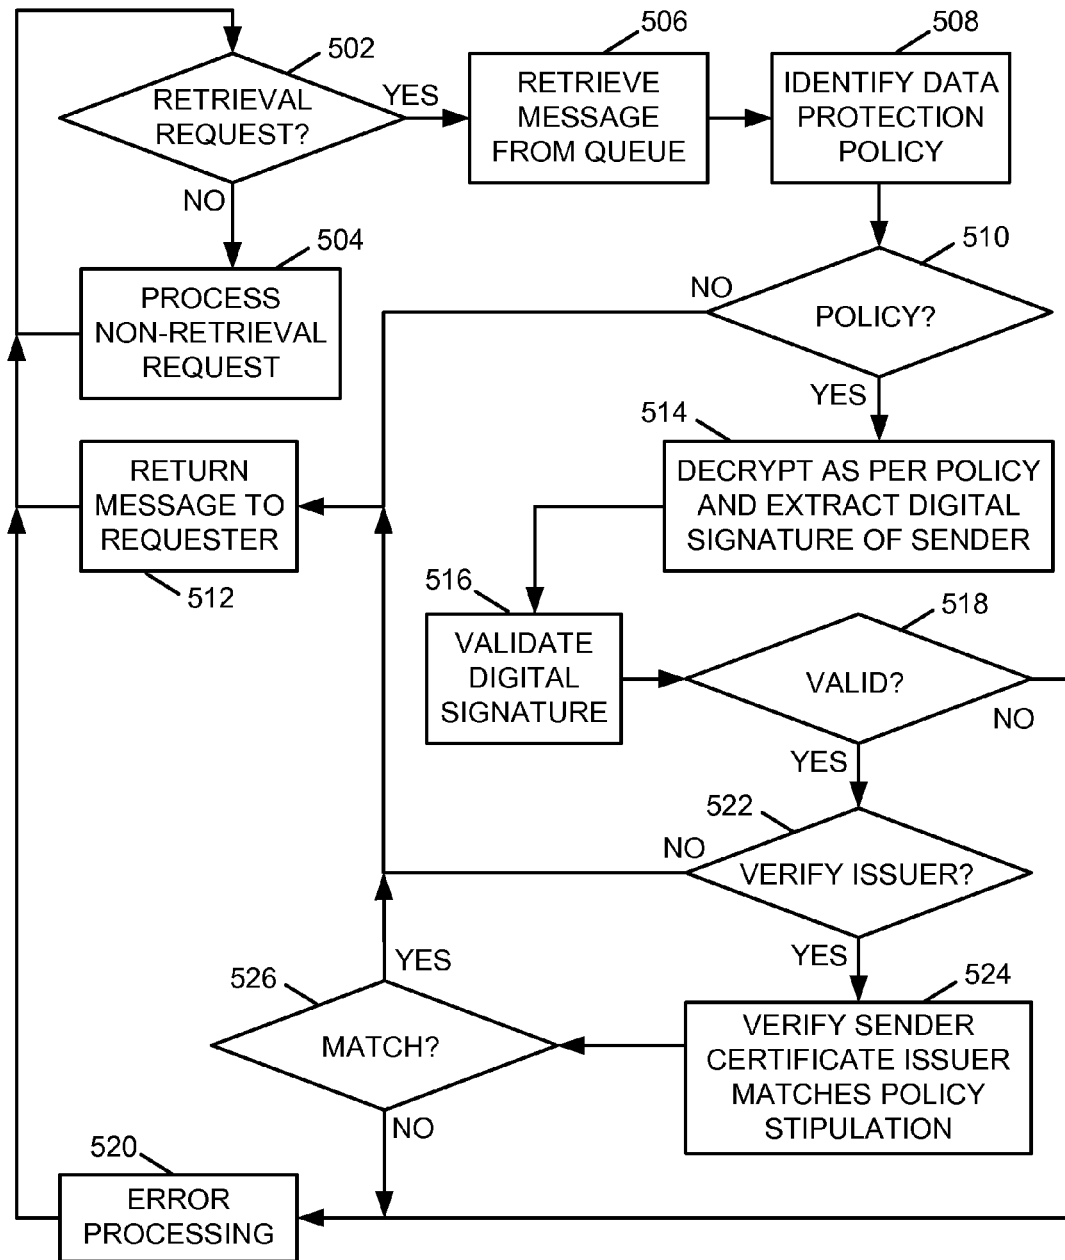 502
RETRIEVAL
REQUEST?
YES
NO
506
RETRIEVE
MESSAGE
FROM QUEUE
508
IDENTIFY DATA
PROTECTION
POLICY
504
PROCESS
NON-RETRIEVAL
REQUEST
510
NO
POLICY?
YES
RETURN
MESSAGE TO
REQUESTER
512
514
DECRYPT AS PER POLICY
AND EXTRACT DIGITAL
SIGNATURE OF SENDER
516
VALIDATE
DIGITAL
SIGNATURE
518
VALID?
NO
YES
522
NO
VERIFY ISSUER?
YES
524
VERIFY SENDER
CERTIFICATE ISSUER
MATCHES POLICY
STIPULATION
526
YES
MATCH?
NO
520
ERROR
PROCESSING